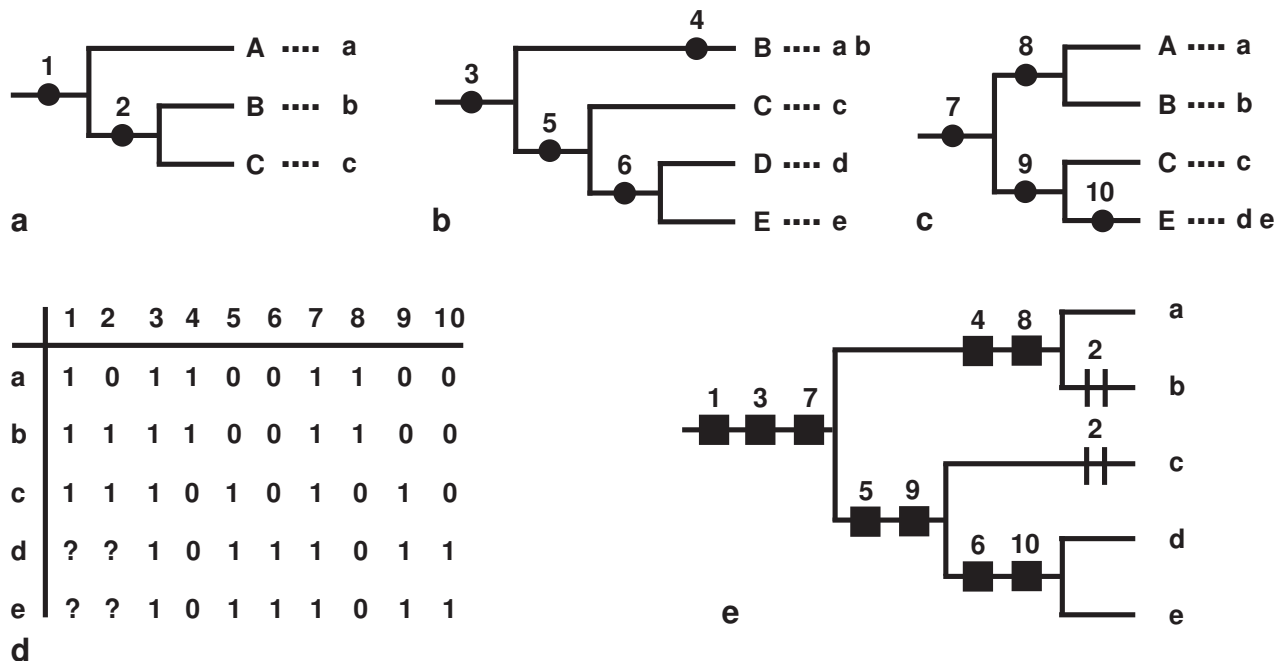 1
2
A .... a
B .... b
C .... c
a
3
4
5
6
B .... a b
C .... c
D .... d
E .... e
b
7
8
9
10
A .... a
B .... b
C .... c
E .... d e
c
1 2 3 4 5 6 7 8 9 10
a 1 0 1 1 0 0 1 1 0 0
b 1 1 1 1 0 0 1 1 0 0
c 1 1 1 0 1 0 1 0 1 0
d ? ? 1 0 1 1 1 0 1 1
e ? ? 1 0 1 1 1 0 1 1
d
1 3 7
4 8
a
2
b
2
c
5 9
6 10
d
e
e